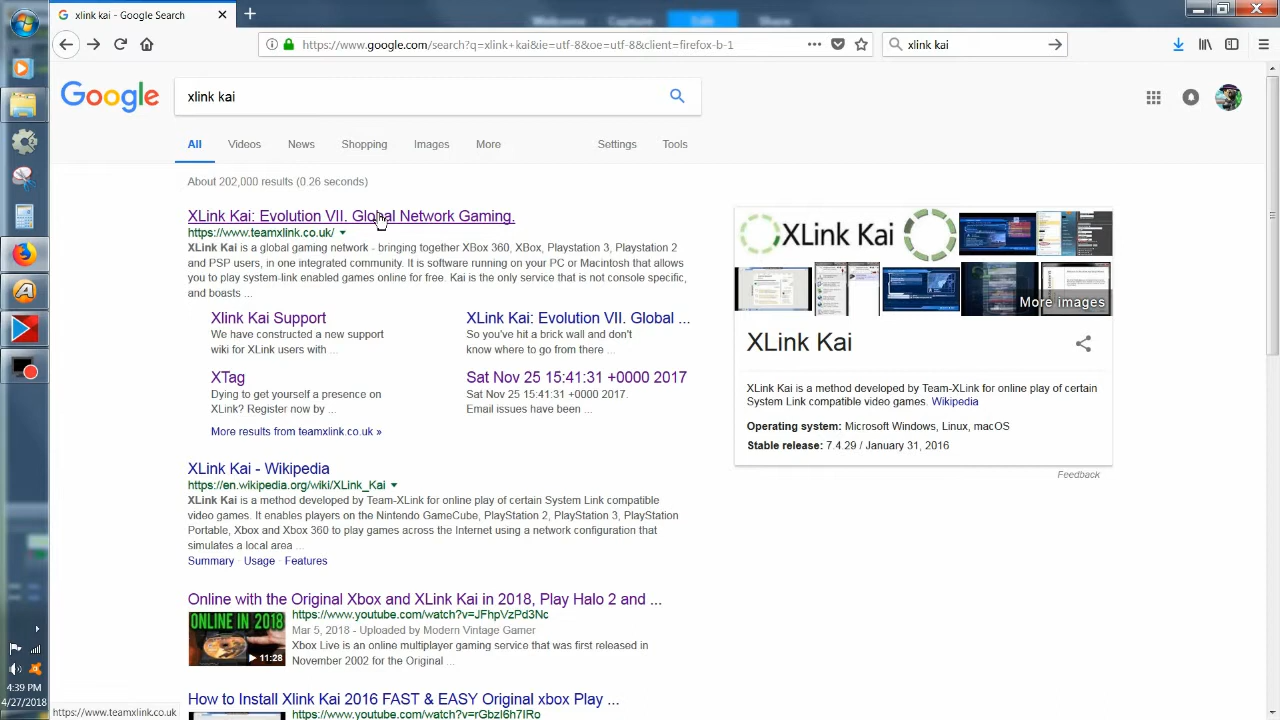 xlink kai - Google Search
Welcome Capture Edit Share
https://www.google.com/search?q=xlink+kai&ie=utf-8&oe=utf-8&client=firefox-b-1
xlink kai
Google
xlink kai
All Videos News Shopping Images More Settings Tools
About 202,000 results (0.26 seconds)
XLink Kai: Evolution VII. Global Network Gaming.
https://www.teamxlink.co.uk/
XLink Kai is a global gaming network - bringing together XBox 360, XBox, Playstation 3, Playstation 2
and PSP users, in one integrated community. It is software running on your PC or Macintosh that allows
you to play system-link enabled games online for free. Kai is the only service that is not console specific,
and boasts ...
Xlink Kai Support
We have constructed a new support
wiki for XLink users with ...
XLink Kai: Evolution VII. Global ...
So you've hit a brick wall and don't
know where to go from there ...
XTag
Dying to get yourself a presence on
XLink? Register now by ...
Sat Nov 25 15:41:31 +0000 2017
Sat Nov 25 15:41:31 +0000 2017.
Email issues have been ...
More results from teamxlink.co.uk »
XLink Kai - Wikipedia
https://en.wikipedia.org/wiki/XLink_Kai
XLink Kai is a method developed by Team-XLink for online play of certain System Link compatible
video games. It enables players on the Nintendo GameCube, PlayStation 2, PlayStation 3, PlayStation
Portable, Xbox and Xbox 360 to play games across the Internet using a network configuration that
simulates a local area ...
Summary · Usage · Features
Online with the Original Xbox and XLink Kai in 2018, Play Halo 2 and ...
https://www.youtube.com/watch?v=JFhpVzPd3Nc
Mar 5, 2018 - Uploaded by Modern Vintage Gamer
Xbox Live is an online multiplayer gaming service that was first released in
November 2002 for the Original ...
ONLINE IN 2018
11:28
How to Install Xlink Kai 2016 FAST & EASY Original xbox Play ...
https://www.youtube.com/watch?v=rGbzI6h7IRo
XLink Kai
More images
XLink Kai
XLink Kai is a method developed by Team-XLink for online play of certain
System Link compatible video games. Wikipedia
Operating system: Microsoft Windows, Linux, macOS
Stable release: 7.4.29 / January 31, 2016
Feedback
4:39 PM
4/27/2018
https://www.teamxlink.co.uk